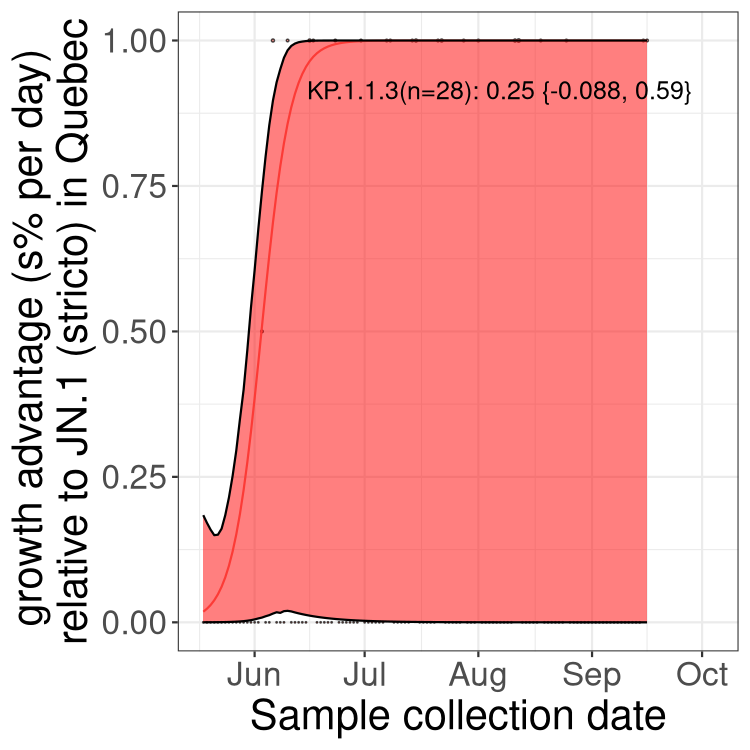 growth advantage (s% per day)
relative to JN.1 (stricto) in Quebec
1.00
0.75
0.50
0.25
0.00
KP.1.1.3(n=28): 0.25 {-0.088, 0.59}
Jun Jul Aug Sep Oct
Sample collection date